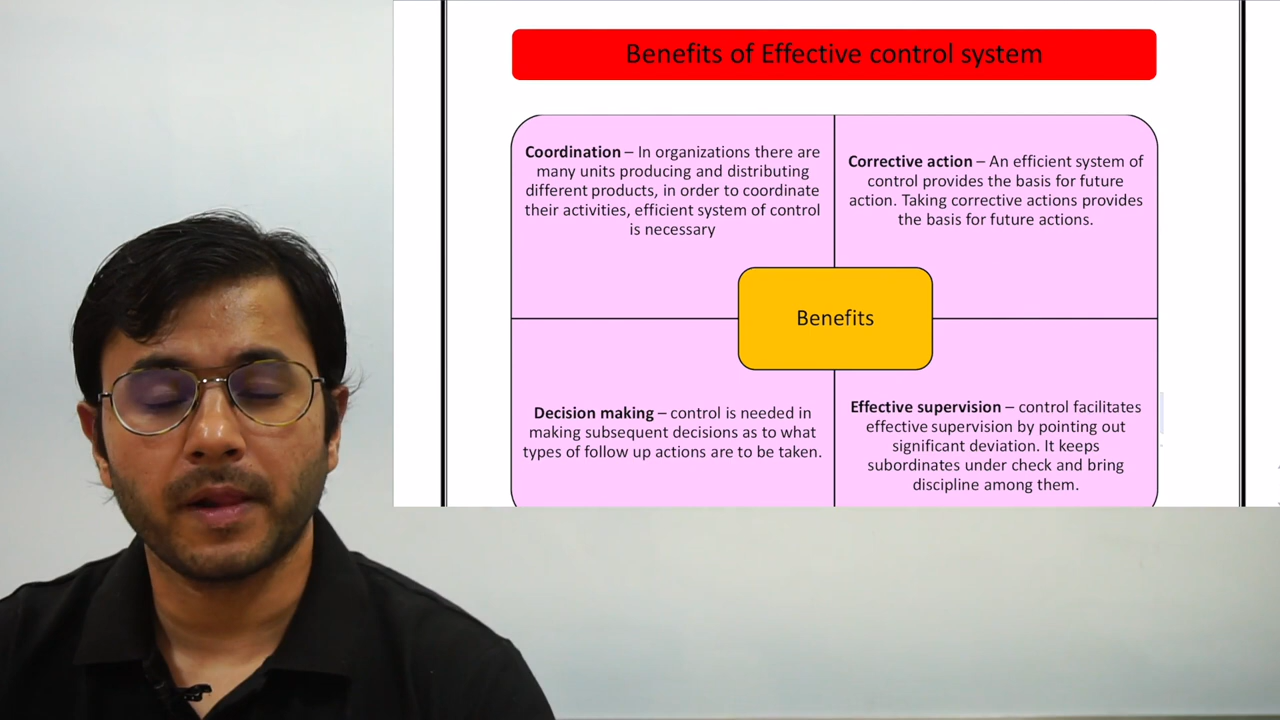 Benefits of Effective control system
Coordination – In organizations there are
many units producing and distributing
different products, in order to coordinate
their activities, efficient system of control
is necessary
Corrective action – An efficient system of
control provides the basis for future
action. Taking corrective actions provides
the basis for future actions.
Benefits
Decision making – control is needed in
making subsequent decisions as to what
types of follow up actions are to be taken.
Effective supervision – control facilitates
effective supervision by pointing out
significant deviation. It keeps
subordinates under check and bring
discipline among them.